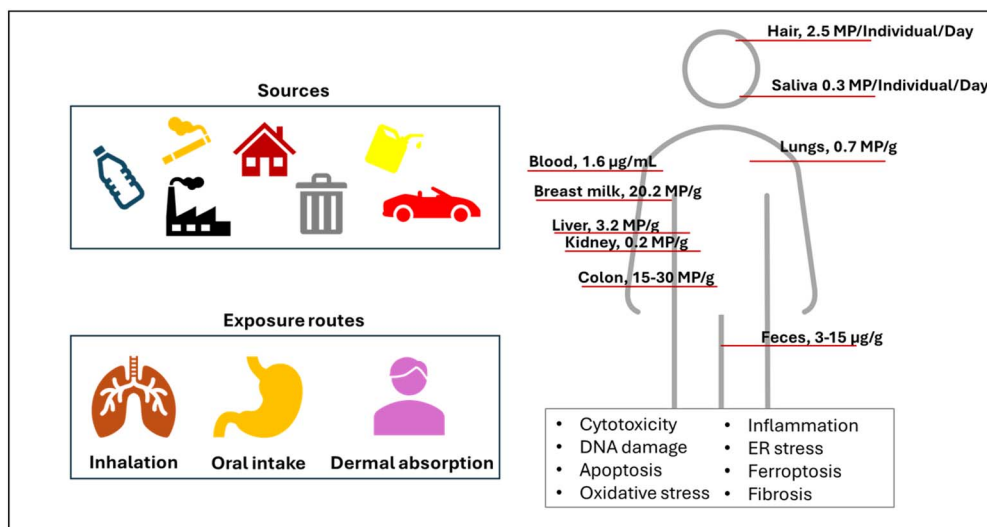 Sources
Exposure routes
Inhalation
Oral intake
Dermal absorption
Hair, 2.5 MP/Individual/Day
Saliva 0.3 MP/Individual/Day
Lungs, 0.7 MP/g
Blood, 1.6 µg/mL
Breast milk, 20.2 MP/g
Liver, 3.2 MP/g
Kidney, 0.2 MP/g
Colon, 15-30 MP/g
Feces, 3-15 µg/g
• Cytotoxicity
• DNA damage
• Apoptosis
• Oxidative stress
• Inflammation
• ER stress
• Ferroptosis
• Fibrosis